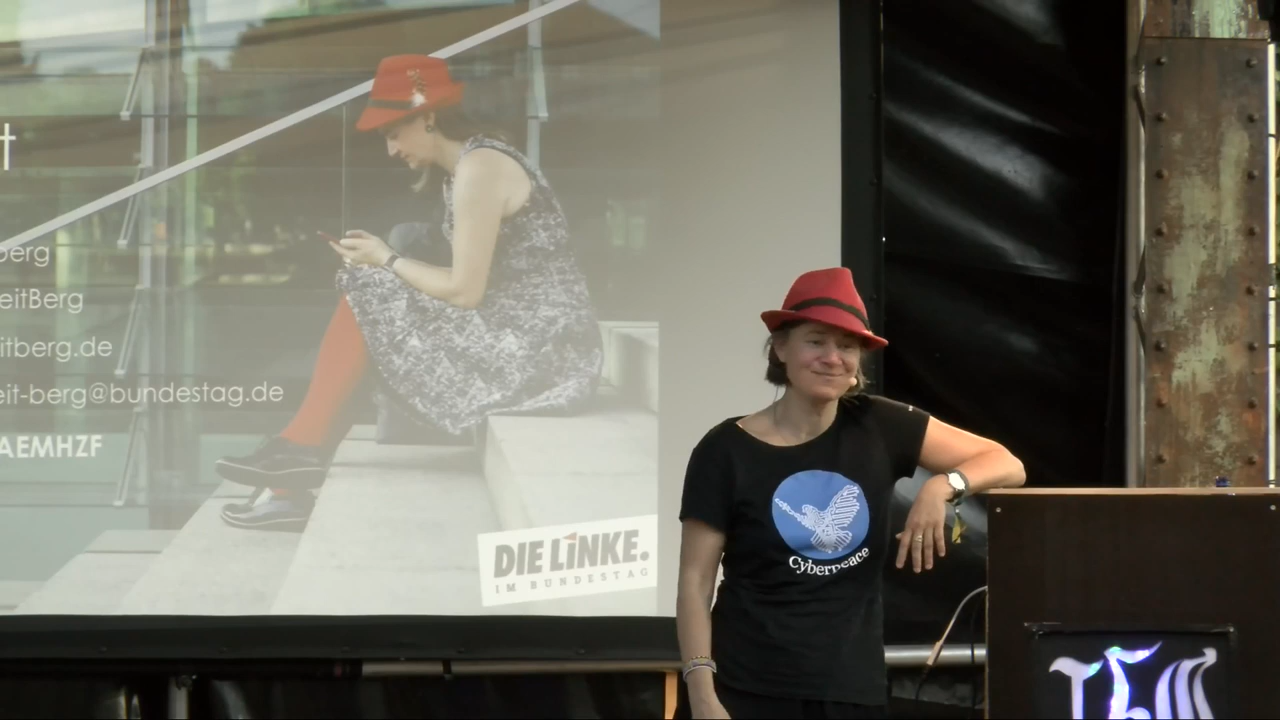 t
berg
eitBerg
itberg.de
eit-berg@bundestag.de
AEMHZF
DIE LINKE.
IM BUNDESTAG
Cyberpeace